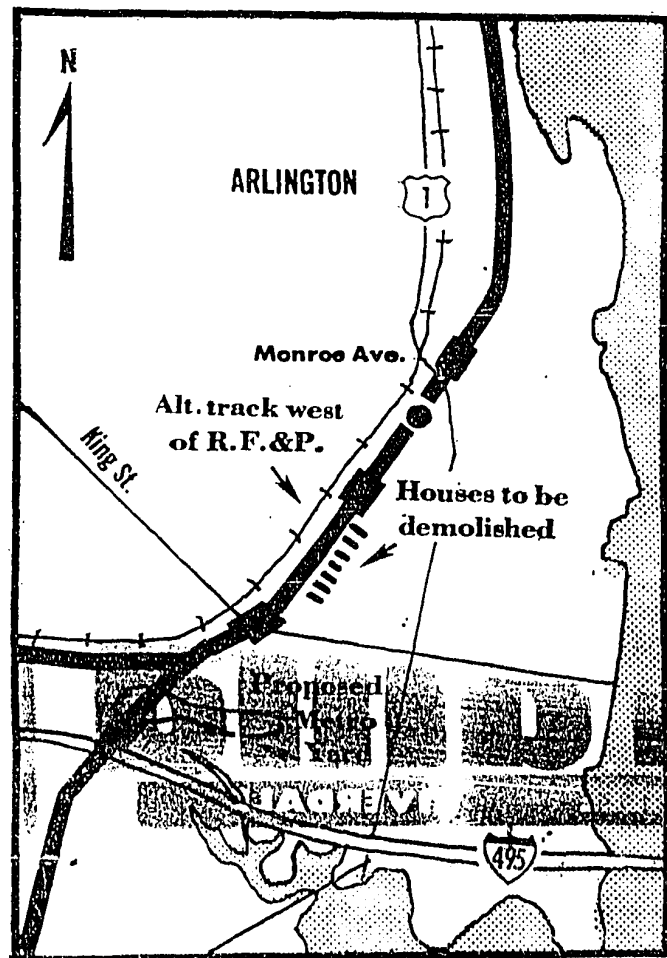 N
ARLINGTON
1
Monroe Ave.
Alt. track west
of R.F.&P.
King St.
Houses to be
demolished
Proposed
Metro
Yard
495